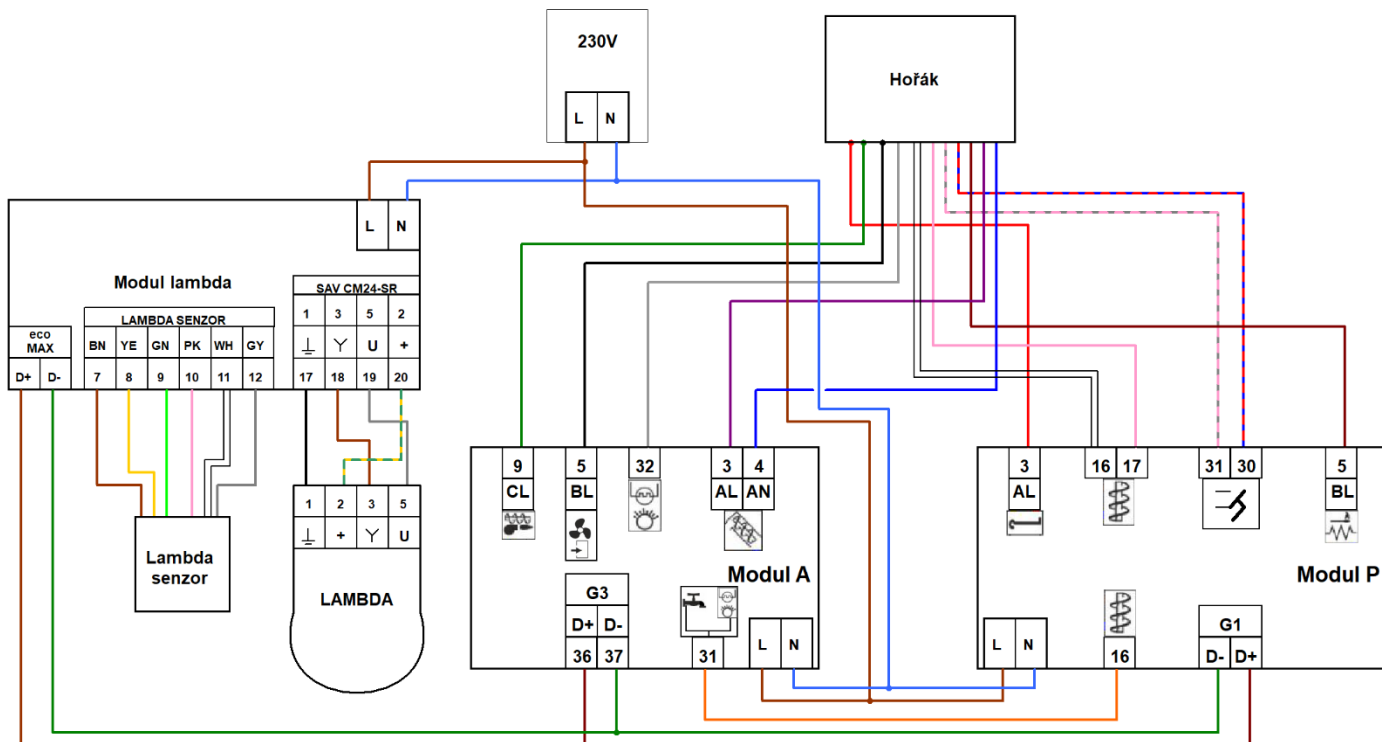 230V
L N
Hořák
L N
Modul lambda
SAV CM24-SR
1 3 5 2
U +
17 18 19 20
LAMBDA SENZOR
BN YE GN PK WH GY
7 8 9 10 11 12
eco
MAX
D+ D-
Lambda
senzor
1 2 3 5
+ U
LAMBDA
9 5 32 3 4
CL BL AL AN
Modul A
G3
D+ D-
36 37
31
L N
3 16 17 31 30 5
AL BL
Modul P
L N
16
G1
D- D+